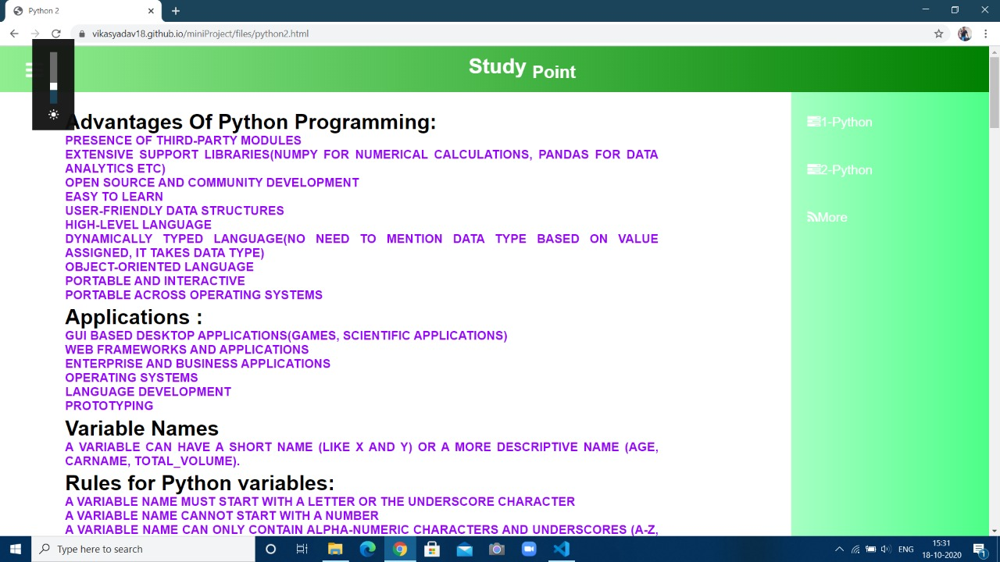 Python 2
vikasyadav18.github.io/miniProject/files/python2.html
Study Point
Advantages Of Python Programming:
PRESENCE OF THIRD-PARTY MODULES
EXTENSIVE SUPPORT LIBRARIES(NUMPY FOR NUMERICAL CALCULATIONS, PANDAS FOR DATA
ANALYTICS ETC)
OPEN SOURCE AND COMMUNITY DEVELOPMENT
EASY TO LEARN
USER-FRIENDLY DATA STRUCTURES
HIGH-LEVEL LANGUAGE
DYNAMICALLY TYPED LANGUAGE(NO NEED TO MENTION DATA TYPE BASED ON VALUE
ASSIGNED, IT TAKES DATA TYPE)
OBJECT-ORIENTED LANGUAGE
PORTABLE AND INTERACTIVE
PORTABLE ACROSS OPERATING SYSTEMS
Applications :
GUI BASED DESKTOP APPLICATIONS(GAMES, SCIENTIFIC APPLICATIONS)
WEB FRAMEWORKS AND APPLICATIONS
ENTERPRISE AND BUSINESS APPLICATIONS
OPERATING SYSTEMS
LANGUAGE DEVELOPMENT
PROTOTYPING
Variable Names
A VARIABLE CAN HAVE A SHORT NAME (LIKE X AND Y) OR A MORE DESCRIPTIVE NAME (AGE,
CARNAME, TOTAL_VOLUME).
Rules for Python variables:
A VARIABLE NAME MUST START WITH A LETTER OR THE UNDERSCORE CHARACTER
A VARIABLE NAME CANNOT START WITH A NUMBER
A VARIABLE NAME CAN ONLY CONTAIN ALPHA-NUMERIC CHARACTERS AND UNDERSCORES (A-Z,
1-Python
2-Python
More
Type here to search
ENG
15:31
18-10-2020
1